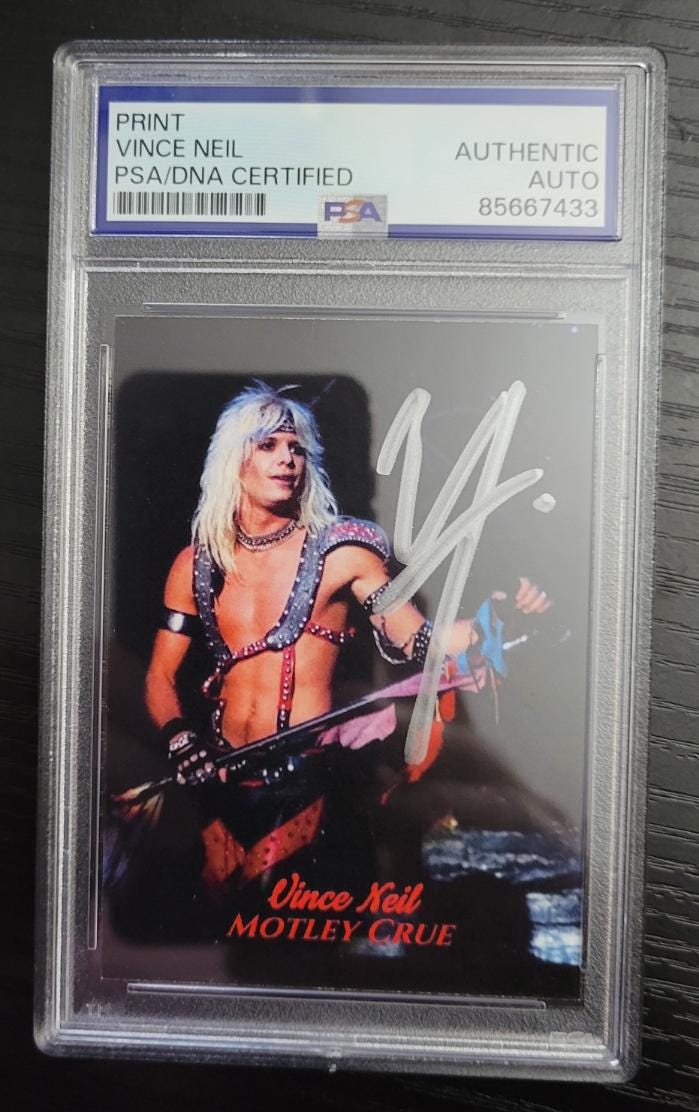 PRINT
VINCE NEIL
PSA/DNA CERTIFIED
AUTHENTIC
AUTO
85667433
PSA
Vince Neil
MOTLEY CRUE